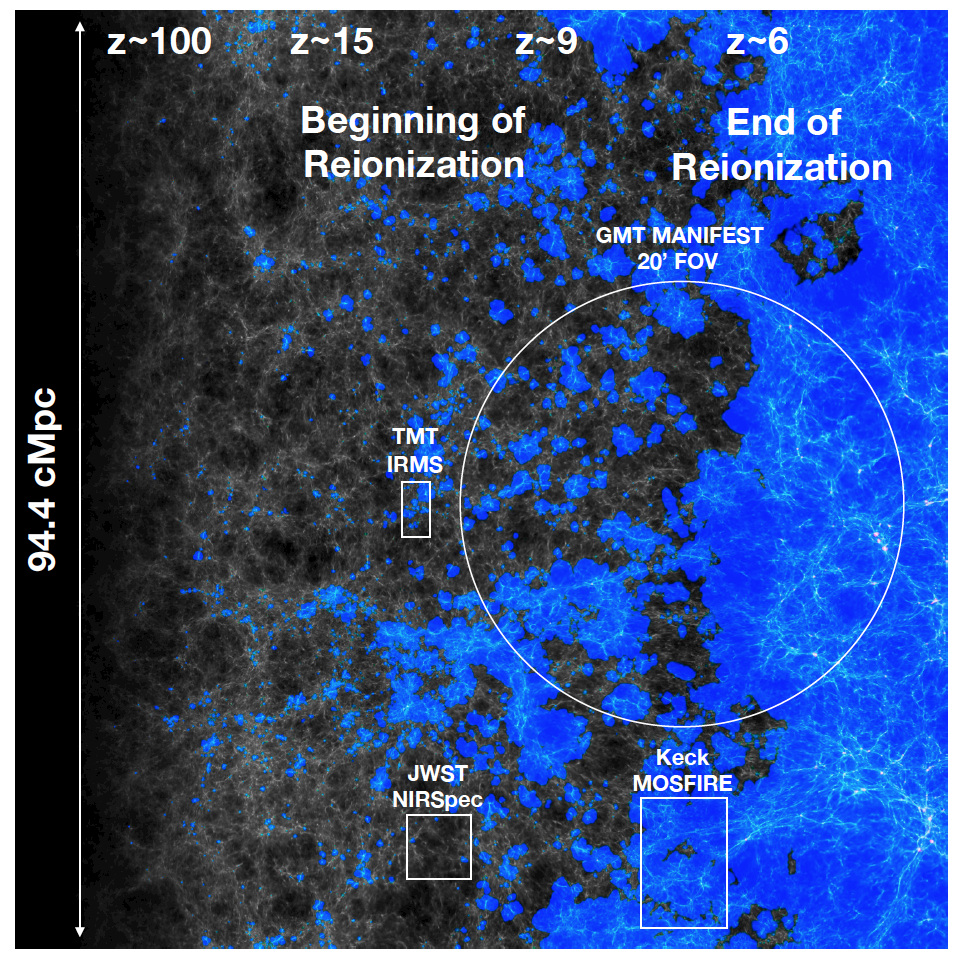 z~100
z~15
z~9
z~6
Beginning of
Reionization
End of
Reionization
GMT MANIFEST
20’ FOV
94.4 cMpc
TMT
IRMS
JWST
NIRSpec
Keck
MOSFIRE